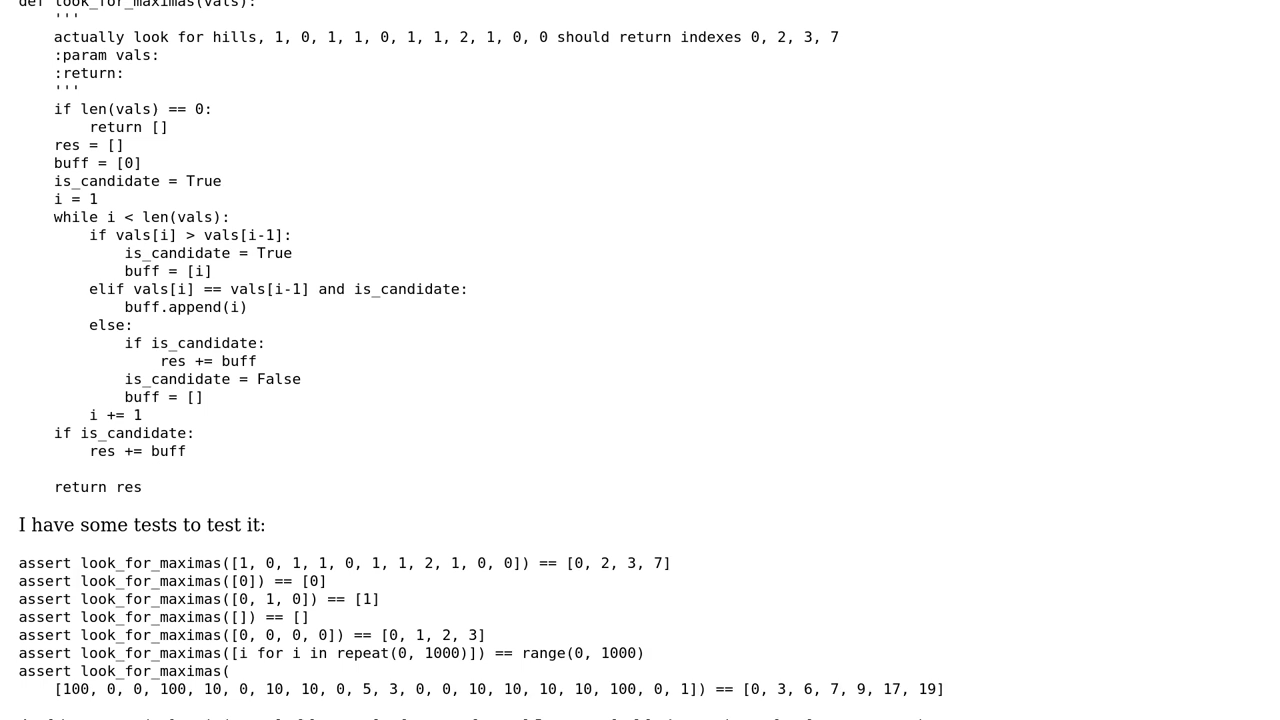 def look_for_maximas(vals):
    '''
    actually look for hills, 1, 0, 1, 1, 0, 1, 1, 2, 1, 0, 0 should return indexes 0, 2, 3, 7
    :param vals:
    :return:
    '''
    if len(vals) == 0:
        return []
    res = []
    buff = [0]
    is_candidate = True
    i = 1
    while i < len(vals):
        if vals[i] > vals[i-1]:
            is_candidate = True
            buff = [i]
        elif vals[i] == vals[i-1] and is_candidate:
            buff.append(i)
        else:
            if is_candidate:
                res += buff
            is_candidate = False
            buff = []
        i += 1
    if is_candidate:
        res += buff

    return res
I have some tests to test it:
assert look_for_maximas([1, 0, 1, 1, 0, 1, 1, 2, 1, 0, 0]) == [0, 2, 3, 7]
assert look_for_maximas([0]) == [0]
assert look_for_maximas([0, 1, 0]) == [1]
assert look_for_maximas([]) == []
assert look_for_maximas([0, 0, 0, 0]) == [0, 1, 2, 3]
assert look_for_maximas([i for i in repeat(0, 1000)]) == range(0, 1000)
assert look_for_maximas(
    [100, 0, 0, 100, 10, 0, 10, 10, 0, 5, 3, 0, 0, 10, 10, 10, 10, 100, 0, 1]) == [0, 3, 6, 7, 9, 17, 19]